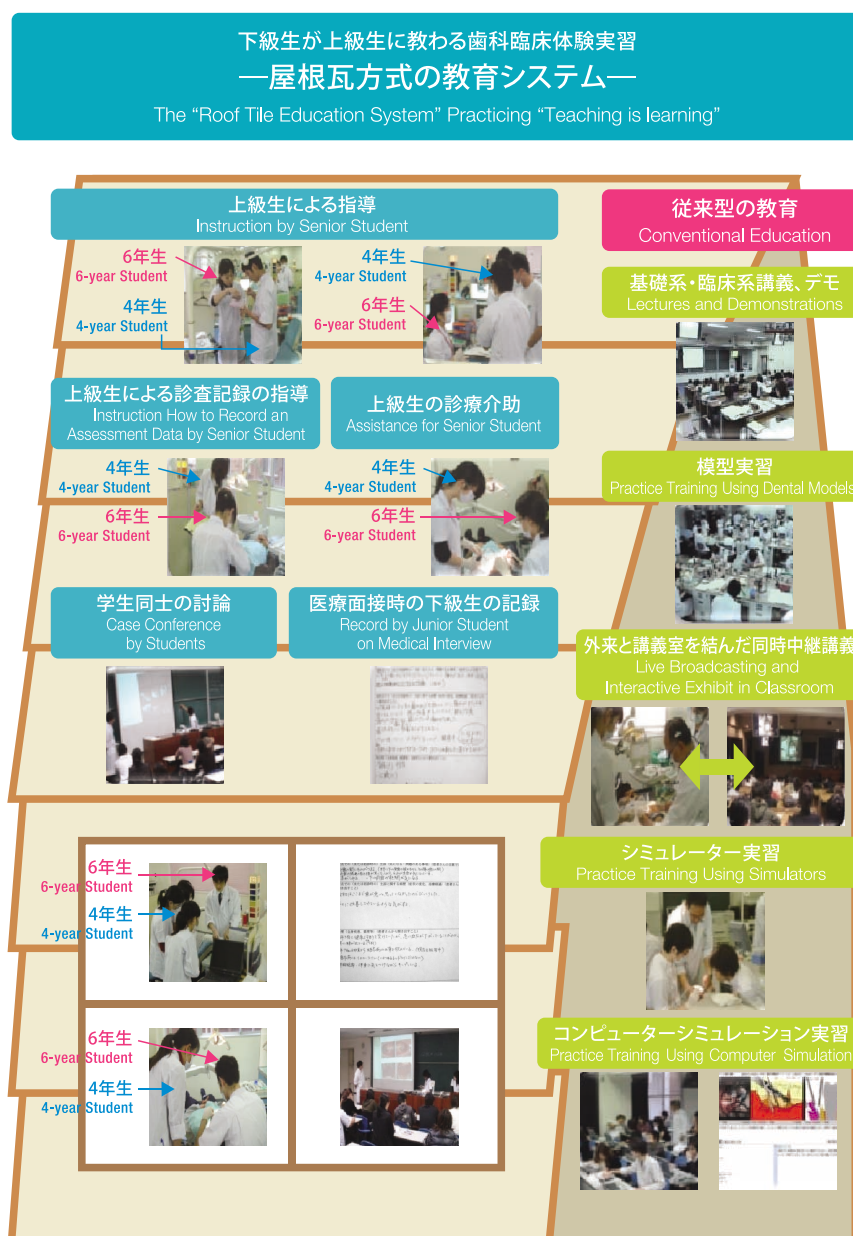 下級生が上級生に教わる歯科臨床体験実習
―屋根瓦方式の教育システム―
The “Roof Tile Education System” Practicing “Teaching is learning”
上級生による指導
Instruction by Senior Student
6年生
6-year Student
4年生
4-year Student
4年生
4-year Student
6年生
6-year Student
上級生による診査記録の指導
Instruction How to Record an
Assessment Data by Senior Student
4年生
4-year Student
6年生
6-year Student
上級生の診療介助
Assistance for Senior Student
4年生
4-year Student
6年生
6-year Student
学生同士の討論
Case Conference
by Students
医療面接時の下級生の記録
Record by Junior Student
on Medical Interview
6年生
6-year Student
4年生
4-year Student
6年生
6-year Student
4年生
4-year Student
従来型の教育
Conventional Education
基礎系・臨床系講義、デモ
Lectures and Demonstrations
模型実習
Practice Training Using Dental Models
外来と講義室を結んだ同時中継講義
Live Broadcasting and
Interactive Exhibit in Classroom
シミュレーター実習
Practice Training Using Simulators
コンピューターシミュレーション実習
Practice Training Using Computer Simulation